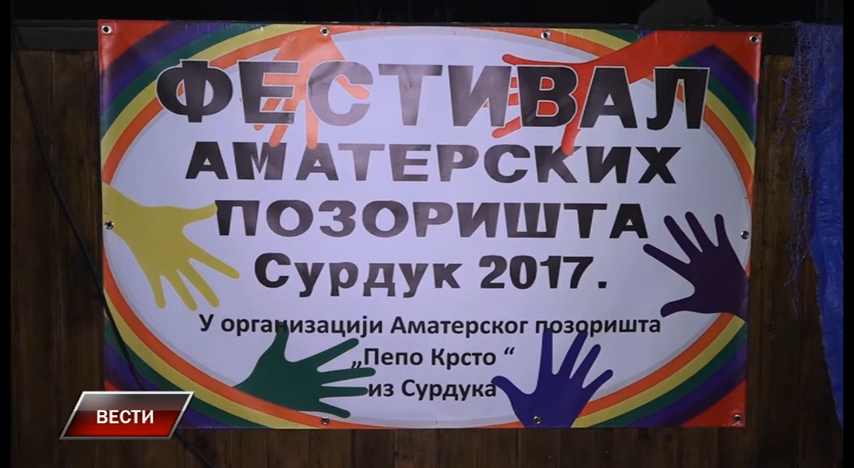 ФЕСТИВАЛ
АМАТЕРСКИХ
ПОЗОРИШТА
Сурдук 2017.
У организацији Аматерског позоришта
„Пепо Крсто “
из Сурдука
ВЕСТИ